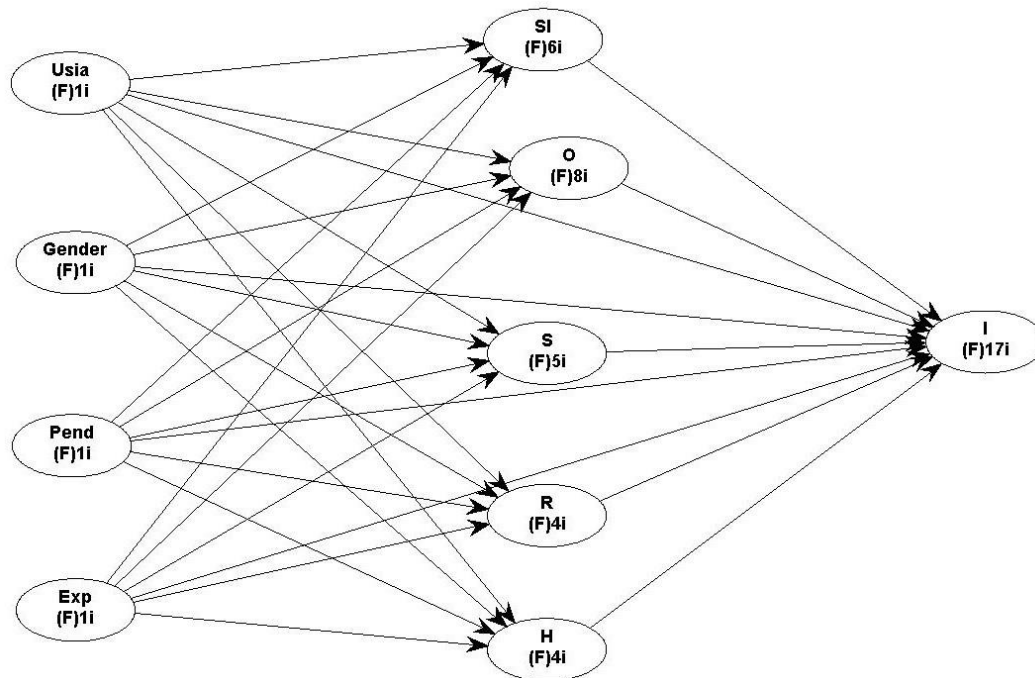 SI
(F)6i
Usia
(F)1i
O
(F)8i
Gender
(F)1i
I
(F)17i
S
(F)5i
Pend
(F)1i
R
(F)4i
Exp
(F)1i
H
(F)4i